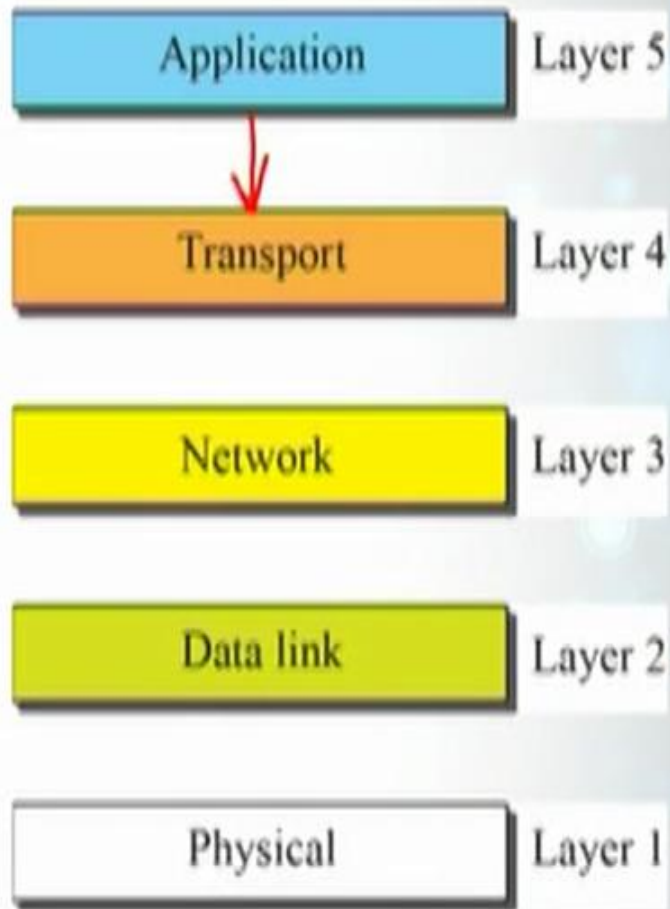 Application Layer 5
Transport Layer 4
Network Layer 3
Data link Layer 2
Physical Layer 1